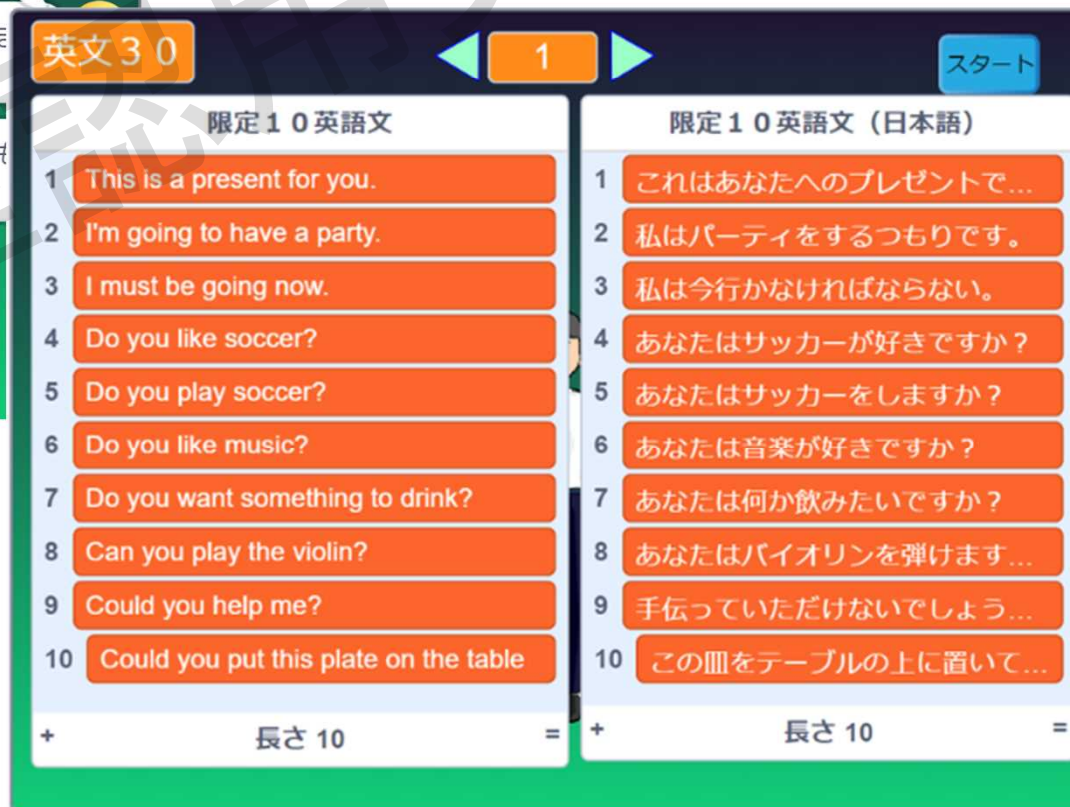 英文３０
1
スタート
限定１０英語文
1 This is a present for you.
2 I'm going to have a party.
3 I must be going now.
4 Do you like soccer?
5 Do you play soccer?
6 Do you like music?
7 Do you want something to drink?
8 Can you play the violin?
9 Could you help me?
10 Could you put this plate on the table
+ 長さ 10 =
限定１０英語文（日本語）
1 これはあなたへのプレゼントで...
2 私はパーティをするつもりです。
3 私は今行かなければならない。
4 あなたはサッカーが好きですか？
5 あなたはサッカーをしますか？
6 あなたは音楽が好きですか？
7 あなたは何か飲みたいですか？
8 あなたはバイオリンを弾けます...
9 手伝っていただけないでしょう...
10 この皿をテーブルの上に置いて...
+ 長さ 10 =
認用